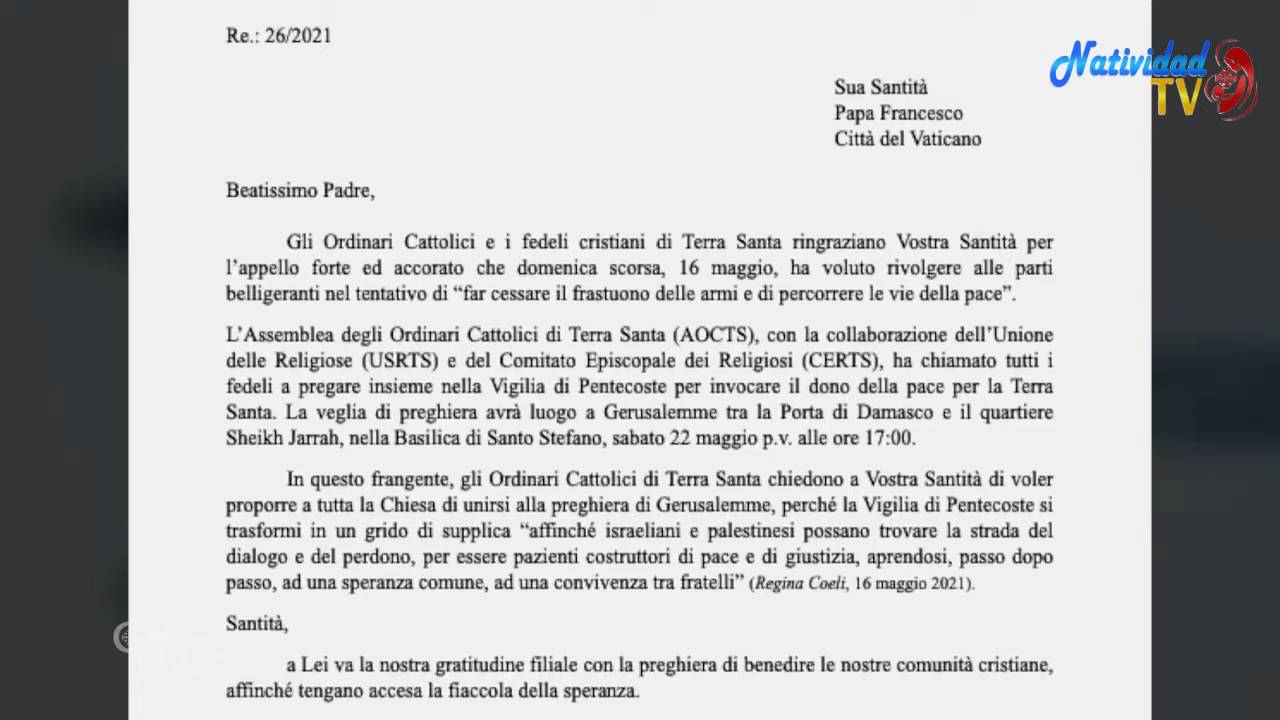 Re.: 26/2021
Natividad
TV
Sua Santità
Papa Francesco
Città del Vaticano
Beatissimo Padre,
Gli Ordinari Cattolici e i fedeli cristiani di Terra Santa ringraziano Vostra Santità per
l’appello forte ed accorato che domenica scorsa, 16 maggio, ha voluto rivolgere alle parti
belligeranti nel tentativo di “far cessare il frastuono delle armi e di percorrere le vie della pace”.
L’Assemblea degli Ordinari Cattolici di Terra Santa (AOCTS), con la collaborazione dell’Unione
delle Religiose (USRTS) e del Comitato Episcopale dei Religiosi (CERTS), ha chiamato tutti i
fedeli a pregare insieme nella Vigilia di Pentecoste per invocare il dono della pace per la Terra
Santa. La veglia di preghiera avrà luogo a Gerusalemme tra la Porta di Damasco e il quartiere
Sheikh Jarrah, nella Basilica di Santo Stefano, sabato 22 maggio p.v. alle ore 17:00.
In questo frangente, gli Ordinari Cattolici di Terra Santa chiedono a Vostra Santità di voler
proporre a tutta la Chiesa di unirsi alla preghiera di Gerusalemme, perché la Vigilia di Pentecoste si
trasformi in un grido di supplica “affinché israeliani e palestinesi possano trovare la strada del
dialogo e del perdono, per essere pazienti costruttori di pace e di giustizia, aprendosi, passo dopo
passo, ad una speranza comune, ad una convivenza tra fratelli” (Regina Coeli, 16 maggio 2021).
Santità,
a Lei va la nostra gratitudine filiale con la preghiera di benedire le nostre comunità cristiane,
affinché tengano accesa la fiaccola della speranza.